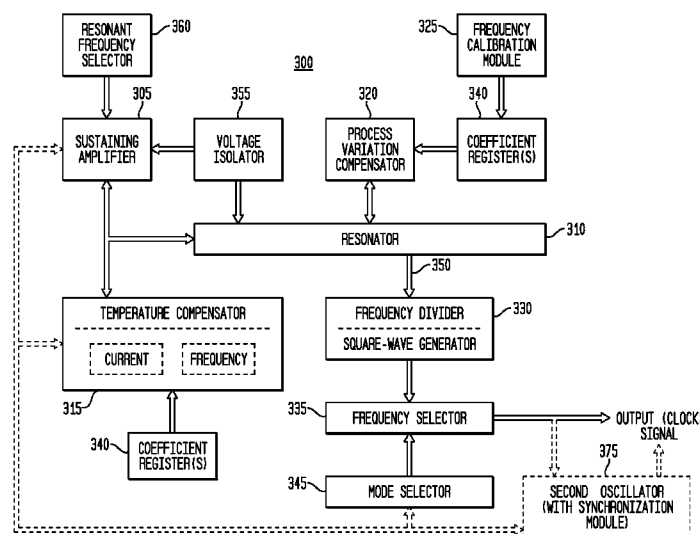 360
RESONANT
FREQUENCY
SELECTOR
300
325
FREQUENCY
CALIBRATION
MODULE
305
355
320
340
SUSTAINING
AMPLIFIER
VOLTAGE
ISOLATOR
PROCESS
VARIATION
COMPENSATOR
COEFFICIENT
REGISTER(S)
RESONATOR
310
350
TEMPERATURE COMPENSATOR
CURRENT
FREQUENCY
315
FREQUENCY DIVIDER
SQUARE-WAVE GENERATOR
330
335
FREQUENCY SELECTOR
OUTPUT (CLOCK)
SIGNAL
340
COEFFICIENT
REGISTER(S)
345
MODE SELECTOR
375
SECOND OSCILLATOR
(WITH SYNCHRONIZATION
MODULE)